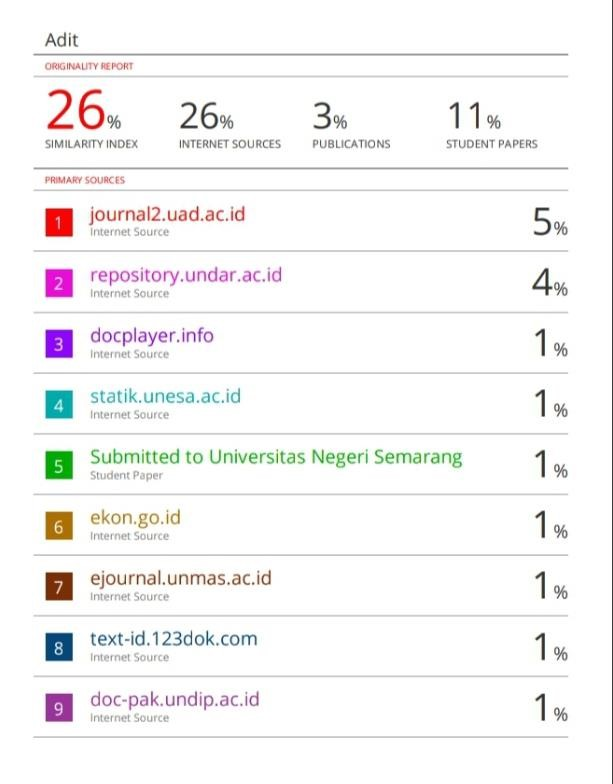 Adit
ORIGINALITY REPORT
26% 26% 3% 11%
SIMILARITY INDEX INTERNET SOURCES PUBLICATIONS STUDENT PAPERS
PRIMARY SOURCES
1 journal2.uad.ac.id 5%
Internet Source
2 repository.undar.ac.id 4%
Internet Source
3 docplayer.info 1%
Internet Source
4 statik.unesa.ac.id 1%
Internet Source
5 Submitted to Universitas Negeri Semarang 1%
Student Paper
6 ekon.go.id 1%
Internet Source
7 ejournal.unmas.ac.id 1%
Internet Source
8 text-id.123dok.com 1%
Internet Source
9 doc-pak.undip.ac.id 1%
Internet Source